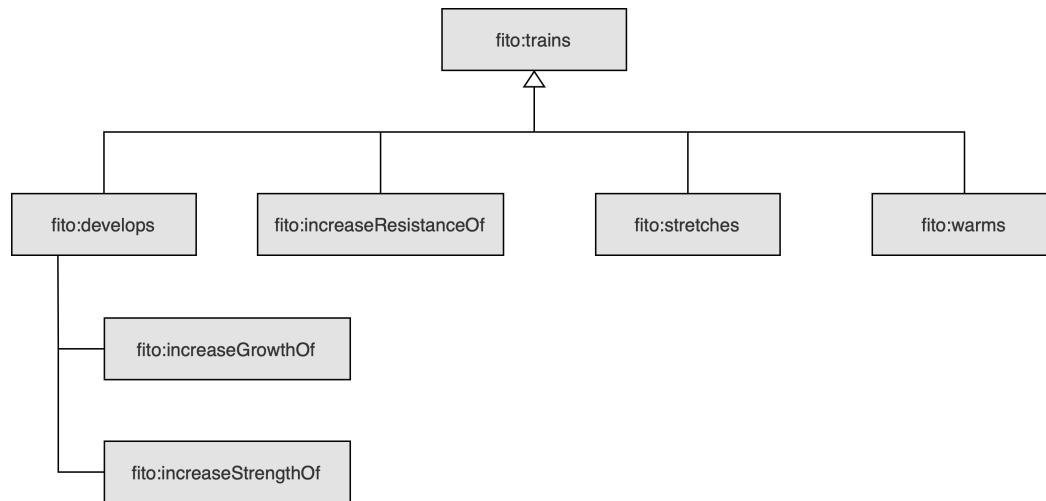 fito:trains
fito:develops
fito:increaseResistanceOf
fito:stretches
fito:warms
fito:increaseGrowthOf
fito:increaseStrengthOf